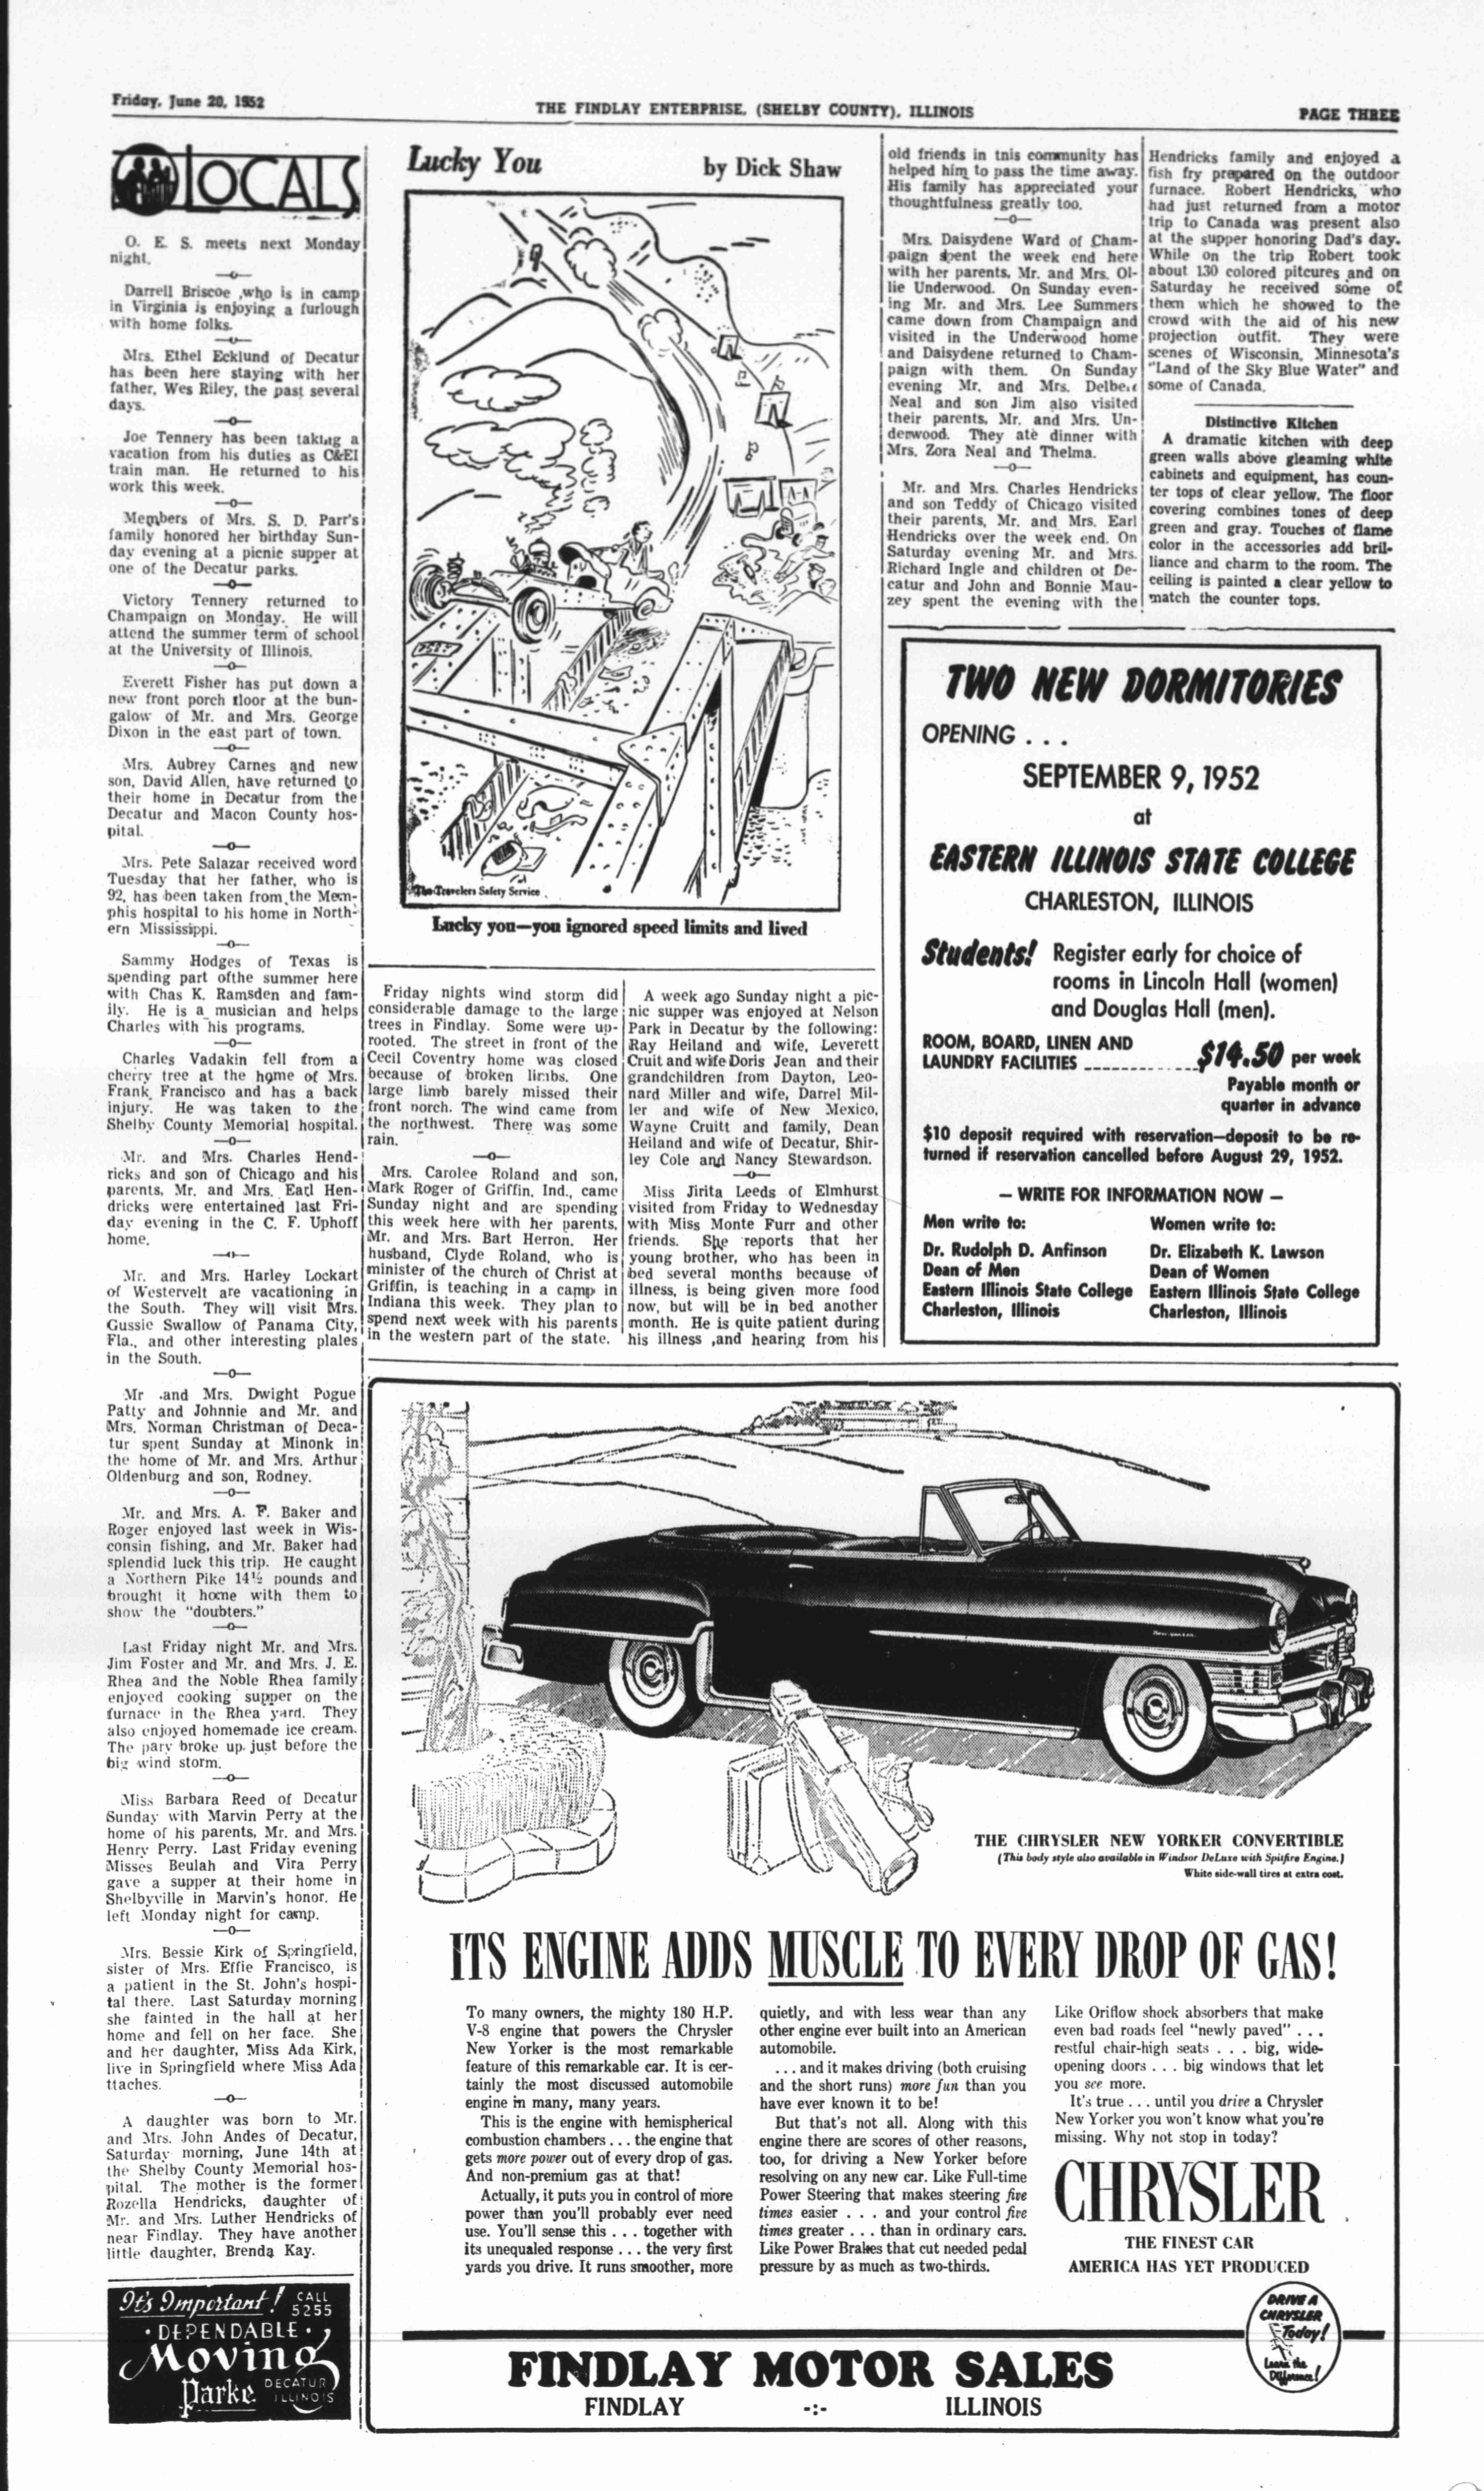 Friday, June 20, 1952
THE FINDLAY ENTERPRISE, (SHELBY COUNTY), ILLINOIS
PAGE THREE
LOCALS
O. E. S. meets next Monday
night.
—o—
Darrell Briscoe ,who is in camp
in Virginia is enjoying a furlough
with home folks.
—o—
Mrs. Ethel Ecklund of Decatur
has been here staying with her
father, Wes Riley, the past several
days.
—o—
Joe Tennery has been taking a
vacation from his duties as C&EI
train man. He returned to his
work this week.
—o—
Members of Mrs. S. D. Parr's
family honored her birthday Sun-
day evening at a picnic supper at
one of the Decatur parks.
—o—
Victory Tennery returned to
Champaign on Monday. He will
attend the summer term of school
at the University of Illinois.
—o—
Everett Fisher has put down a
new front porch floor at the bun-
galow of Mr. and Mrs. George
Dixon in the east part of town.
—o—
Mrs. Aubrey Carnes and new
son, David Allen, have returned to
their home in Decatur from the
Decatur and Macon County hos-
pital.
—o—
Mrs. Pete Salazar received word
Tuesday that her father, who is
92, has been taken from the Mem-
phis hospital to his home in North-
ern Mississippi.
—o—
Sammy Hodges of Texas is
spending part ofthe summer here
with Chas K. Ramsden and fam-
ily. He is a musician and helps
Charles with his programs.
—o—
Charles Vadakin fell from a
cherry tree at the home of Mrs.
Frank Francisco and has a back
injury. He was taken to the
Shelby County Memorial hospital.
—o—
Mr. and Mrs. Charles Hend-
ricks and son of Chicago and his
parents, Mr. and Mrs. Earl Hen-
dricks were entertained last Fri-
day evening in the C. F. Uphoff
home.
—o—
Mr. and Mrs. Harley Lockart
of Westervelt are vacationing in
the South. They will visit Mrs.
Gussie Swallow of Panama City,
Fla., and other interesting plales
in the South.
—o—
Mr .and Mrs. Dwight Pogue
Patty and Johnnie and Mr. and
Mrs. Norman Christman of Deca-
tur spent Sunday at Minonk in
the home of Mr. and Mrs. Arthur
Oldenburg and son, Rodney.
—o—
Mr. and Mrs. A. F. Baker and
Roger enjoyed last week in Wis-
consin fishing, and Mr. Baker had
splendid luck this trip. He caught
a Northern Pike 14½ pounds and
brought it home with them to
show the "doubters."
—o—
Last Friday night Mr. and Mrs.
Jim Foster and Mr. and Mrs. J. E.
Rhea and the Noble Rhea family
enjoyed cooking supper on the
furnace in the Rhea yard. They
also enjoyed homemade ice cream.
The pary broke up just before the
big wind storm.
—o—
Miss Barbara Reed of Decatur
Sunday with Marvin Perry at the
home of his parents, Mr. and Mrs.
Henry Perry. Last Friday evening
Misses Beulah and Vira Perry
gave a supper at their home in
Shelbyville in Marvin's honor. He
left Monday night for camp.
—o—
Mrs. Bessie Kirk of Springfield,
sister of Mrs. Effie Francisco, is
a patient in the St. John's hospi-
tal there. Last Saturday morning
she fainted in the hall at her
home and fell on her face. She
and her daughter, Miss Ada Kirk,
live in Springfield where Miss Ada
ttaches.
—o—
A daughter was born to Mr.
and Mrs. John Andes of Decatur,
Saturday morning, June 14th at
the Shelby County Memorial hos-
pital. The mother is the former
Rozella Hendricks, daughter of
Mr. and Mrs. Luther Hendricks of
near Findlay. They have another
little daughter, Brenda Kay.
It's Important! CALL
5255
• DEPENDABLE •
Moving
Parke DECATUR
ILLINOIS
Lucky You by Dick Shaw
The Travelers Safety Service
Lucky you—you ignored speed limits and lived
Friday nights wind storm did
considerable damage to the large
trees in Findlay. Some were up-
rooted. The street in front of the
Cecil Coventry home was closed
because of broken limbs. One
large limb barely missed their
front porch. The wind came from
the northwest. There was some
rain.
—o—
Mrs. Carolee Roland and son,
Mark Roger of Griffin, Ind., came
Sunday night and are spending
this week here with her parents,
Mr. and Mrs. Bart Herron. Her
husband, Clyde Roland, who is
minister of the church of Christ at
Griffin, is teaching in a camp in
Indiana this week. They plan to
spend next week with his parents
in the western part of the state.
A week ago Sunday night a pic-
nic supper was enjoyed at Nelson
Park in Decatur by the following:
Ray Heiland and wife, Leverett
Cruit and wife Doris Jean and their
grandchildren from Dayton, Leo-
nard Miller and wife, Darrel Mil-
ler and wife of New Mexico,
Wayne Cruitt and family, Dean
Heiland and wife of Decatur, Shir-
ley Cole and Nancy Stewardson.
—o—
Miss Jirita Leeds of Elmhurst
visited from Friday to Wednesday
with Miss Monte Furr and other
friends. She reports that her
young brother, who has been in
bed several months because of
illness, is being given more food
now, but will be in bed another
month. He is quite patient during
his illness ,and hearing from his
old friends in tnis community has
helped him to pass the time away.
His family has appreciated your
thoughtfulness greatly too.
—o—
Mrs. Daisydene Ward of Cham-
paign spent the week end here
with her parents, Mr. and Mrs. Ol-
lie Underwood. On Sunday even-
ing Mr. and Mrs. Lee Summers
came down from Champaign and
visited in the Underwood home
and Daisydene returned to Cham-
paign with them. On Sunday
evening Mr. and Mrs. Delbert
Neal and son Jim also visited
their parents, Mr. and Mrs. Un-
derwood. They ate dinner with
Mrs. Zora Neal and Thelma.
—o—
Mr. and Mrs. Charles Hendricks
and son Teddy of Chicago visited
their parents, Mr. and Mrs. Earl
Hendricks over the week end. On
Saturday evening Mr. and Mrs.
Richard Ingle and children of De-
catur and John and Bonnie Mau-
zey spent the evening with the
Hendricks family and enjoyed a
fish fry prepared on the outdoor
furnace. Robert Hendricks, who
had just returned from a motor
trip to Canada was present also
at the supper honoring Dad's day.
While on the trip Robert took
about 130 colored pitcures and on
Saturday he received some of
them which he showed to the
crowd with the aid of his new
projection outfit. They were
scenes of Wisconsin, Minnesota's
"Land of the Sky Blue Water" and
some of Canada.
Distinctive Kitchen
A dramatic kitchen with deep
green walls above gleaming white
cabinets and equipment, has coun-
ter tops of clear yellow. The floor
covering combines tones of deep
green and gray. Touches of flame
color in the accessories add bril-
liance and charm to the room. The
ceiling is painted a clear yellow to
match the counter tops.
TWO NEW DORMITORIES
OPENING . . .
SEPTEMBER 9, 1952
at
EASTERN ILLINOIS STATE COLLEGE
CHARLESTON, ILLINOIS
Students! Register early for choice of
rooms in Lincoln Hall (women)
and Douglas Hall (men).
ROOM, BOARD, LINEN AND
LAUNDRY FACILITIES ............ $14.50 per week
Payable month or
quarter in advance
$10 deposit required with reservation—deposit to be re-
turned if reservation cancelled before August 29, 1952.
— WRITE FOR INFORMATION NOW —
Men write to:
Dr. Rudolph D. Anfinson
Dean of Men
Eastern Illinois State College
Charleston, Illinois
Women write to:
Dr. Elizabeth K. Lawson
Dean of Women
Eastern Illinois State College
Charleston, Illinois
New Yorker
THE CHRYSLER NEW YORKER CONVERTIBLE
(This body style also available in Windsor DeLuxe with Spitfire Engine.)
White side-wall tires at extra cost.
ITS ENGINE ADDS MUSCLE TO EVERY DROP OF GAS!
To many owners, the mighty 180 H.P.
V-8 engine that powers the Chrysler
New Yorker is the most remarkable
feature of this remarkable car. It is cer-
tainly the most discussed automobile
engine in many, many years.
This is the engine with hemispherical
combustion chambers . . . the engine that
gets more power out of every drop of gas.
And non-premium gas at that!
Actually, it puts you in control of more
power than you'll probably ever need
use. You'll sense this . . . together with
its unequaled response . . . the very first
yards you drive. It runs smoother, more
quietly, and with less wear than any
other engine ever built into an American
automobile.
. . . and it makes driving (both cruising
and the short runs) more fun than you
have ever known it to be!
But that's not all. Along with this
engine there are scores of other reasons,
too, for driving a New Yorker before
resolving on any new car. Like Full-time
Power Steering that makes steering five
times easier . . . and your control five
times greater . . . than in ordinary cars.
Like Power Brakes that cut needed pedal
pressure by as much as two-thirds.
Like Oriflow shock absorbers that make
even bad roads feel "newly paved" . . .
restful chair-high seats . . . big, wide-
opening doors . . . big windows that let
you see more.
It's true . . . until you drive a Chrysler
New Yorker you won't know what you're
missing. Why not stop in today?
CHRYSLER
THE FINEST CAR
AMERICA HAS YET PRODUCED
DRIVE A
CHRYSLER
Today!
Learn the
Difference!
FINDLAY MOTOR SALES
FINDLAY -:- ILLINOIS